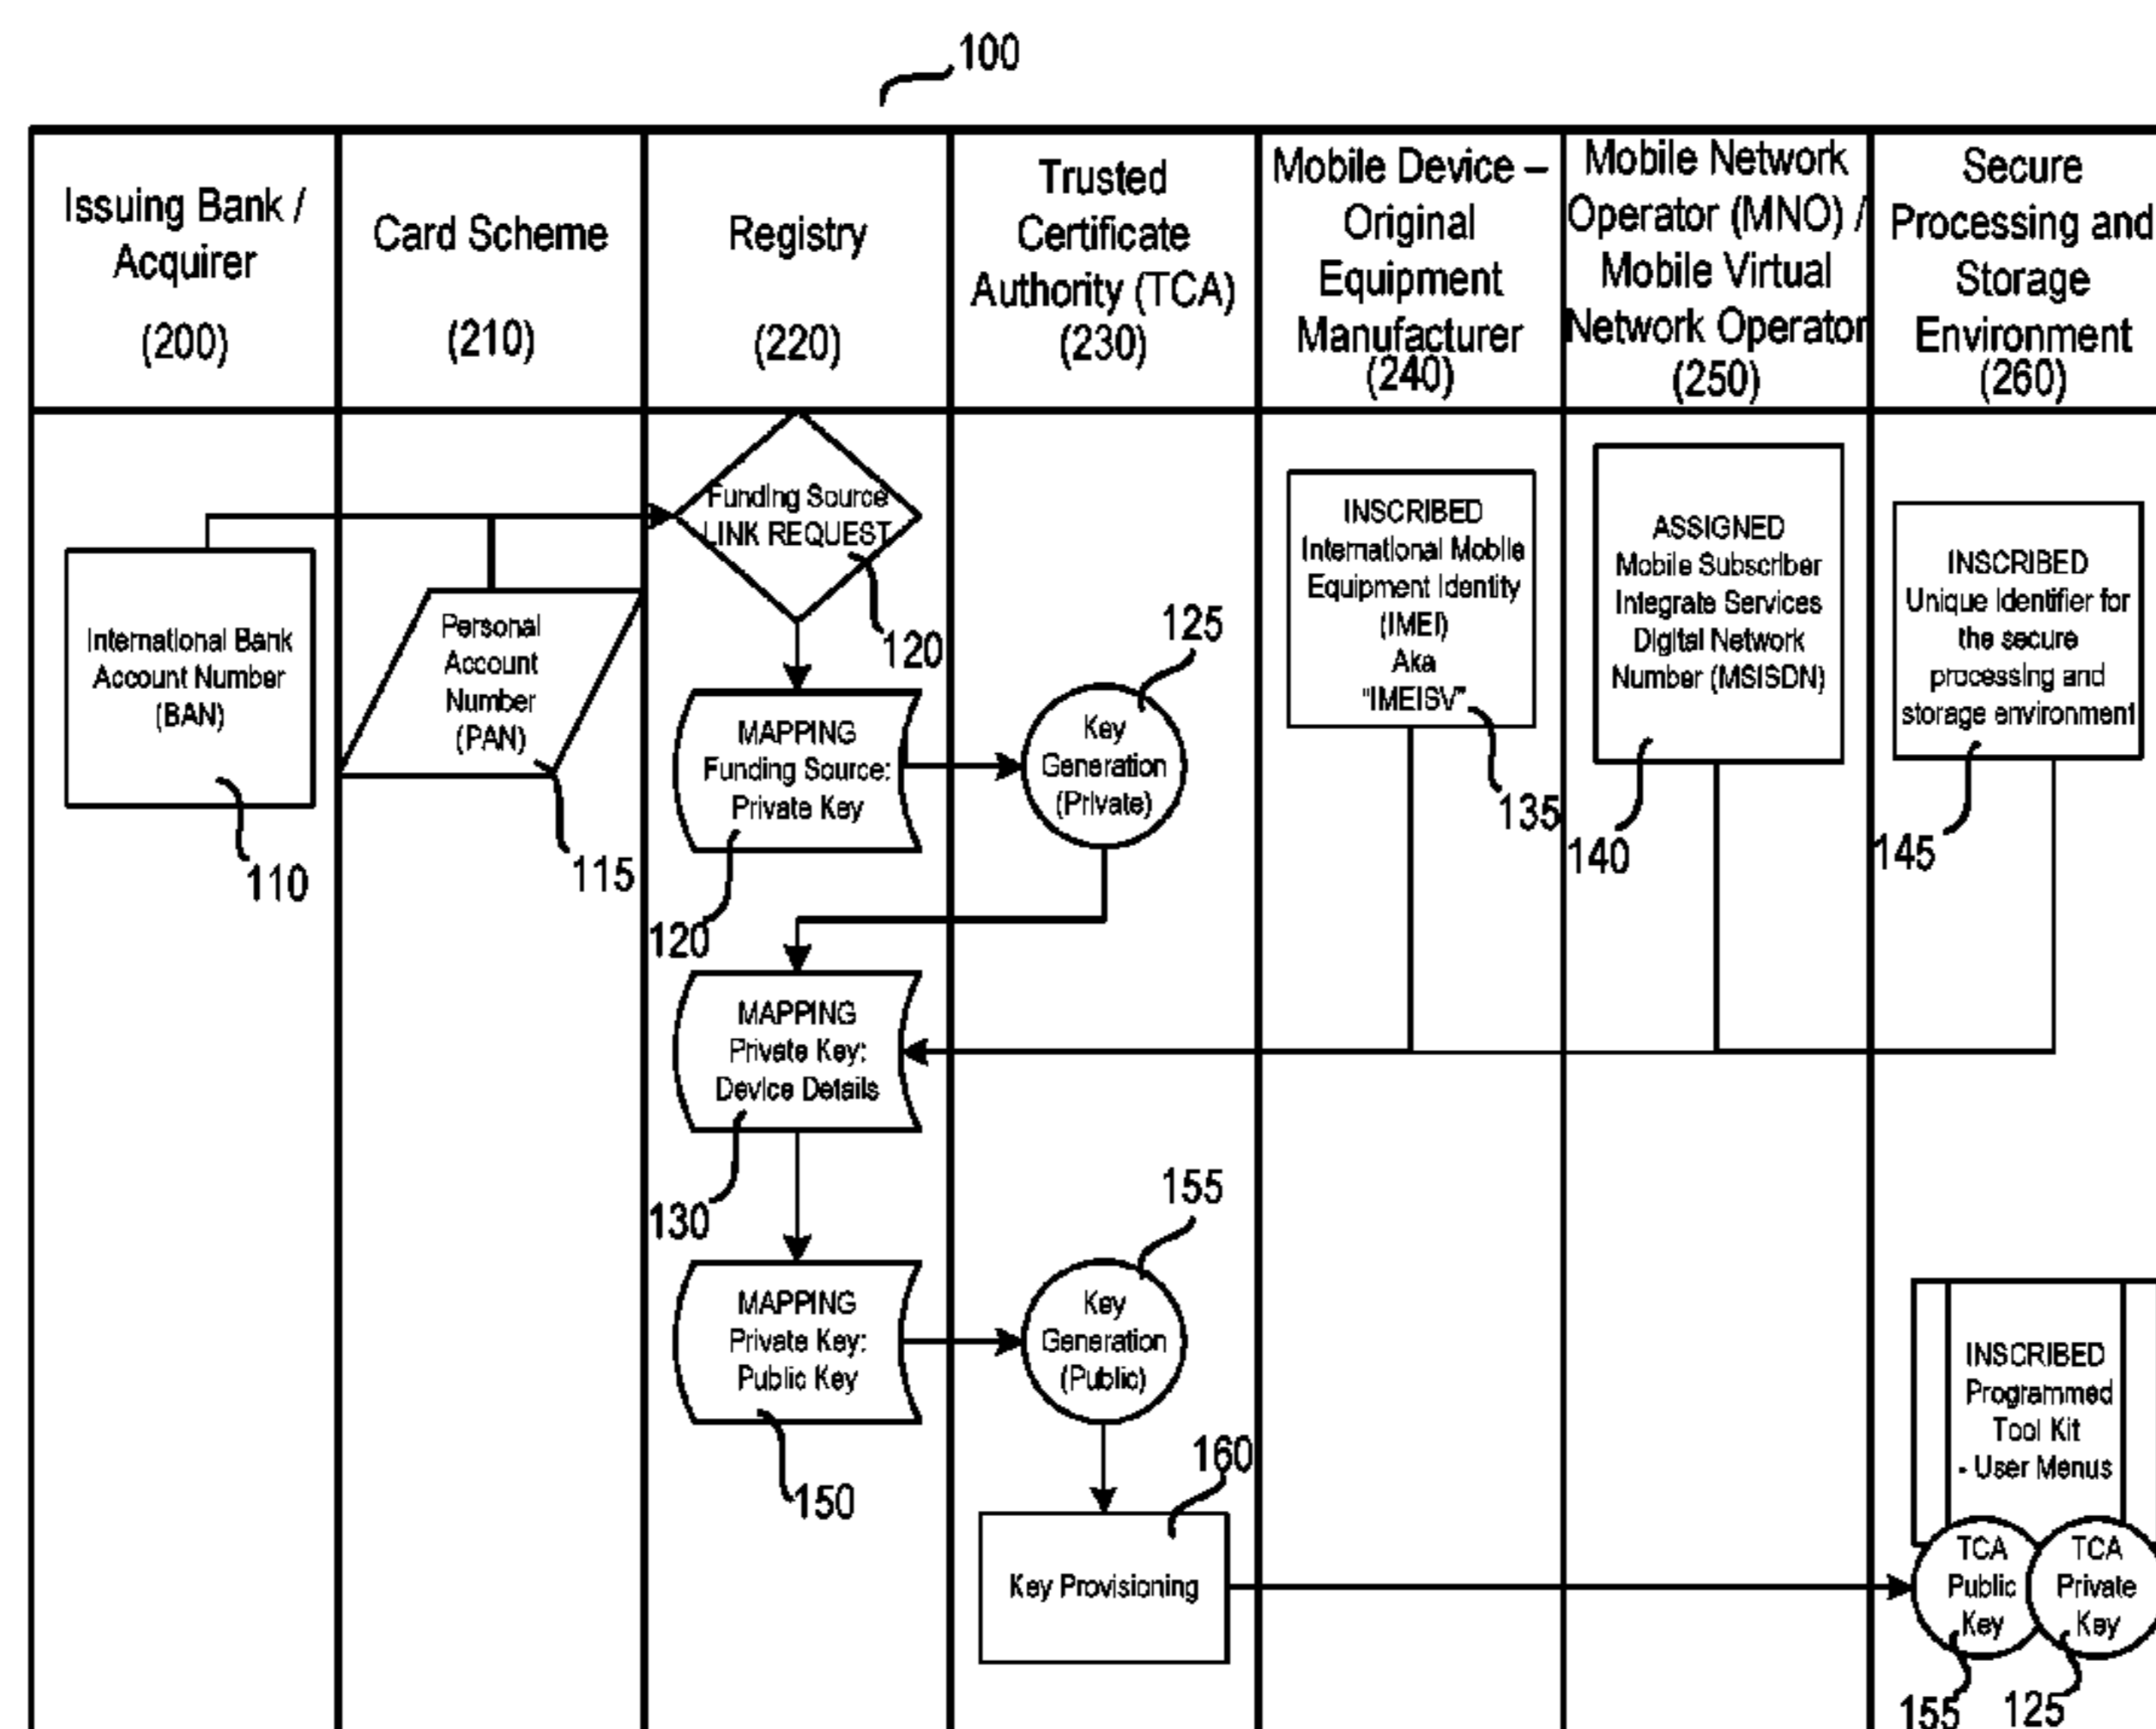 100
Issuing Bank /
Acquirer
(200)
Card Scheme
(210)
Registry
(220)
Trusted
Certificate
Authority (TCA)
(230)
Mobile Device –
Original
Equipment
Manufacturer
(240)
Mobile Network
Operator (MNO) /
Mobile Virtual
Network Operator
(250)
Secure
Processing and
Storage
Environment
(260)
International Bank
Account Number
(BAN)
110
Personal
Account
Number
(PAN)
115
Funding Source
LINK REQUEST
120
MAPPING
Funding Source:
Private Key
120
Key
Generation
(Private)
125
INSCRIBED
International Mobile
Equipment Identity
(IMEI)
Aka
"IMEISV"
135
ASSIGNED
Mobile Subscriber
Integrate Services
Digital Network
Number (MSISDN)
140
INSCRIBED
Unique Identifier for
the secure
processing and
storage environment
145
MAPPING
Private Key:
Device Details
130
MAPPING
Private Key:
Public Key
150
Key
Generation
(Public)
155
Key Provisioning
160
INSCRIBED
Programmed
Tool Kit
- User Menus
TCA
Public
Key
155
TCA
Private
Key
125